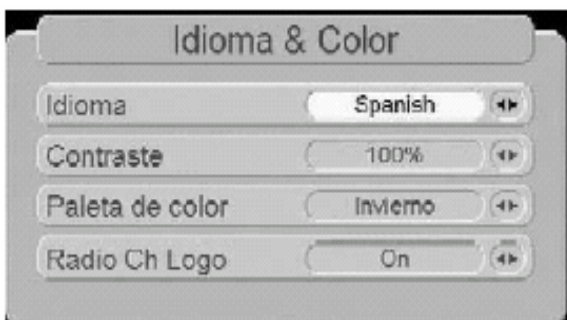 Idioma & Color
Idioma Spanish
Contraste 100%
Paleta de color Invierno
Radio Ch Logo On